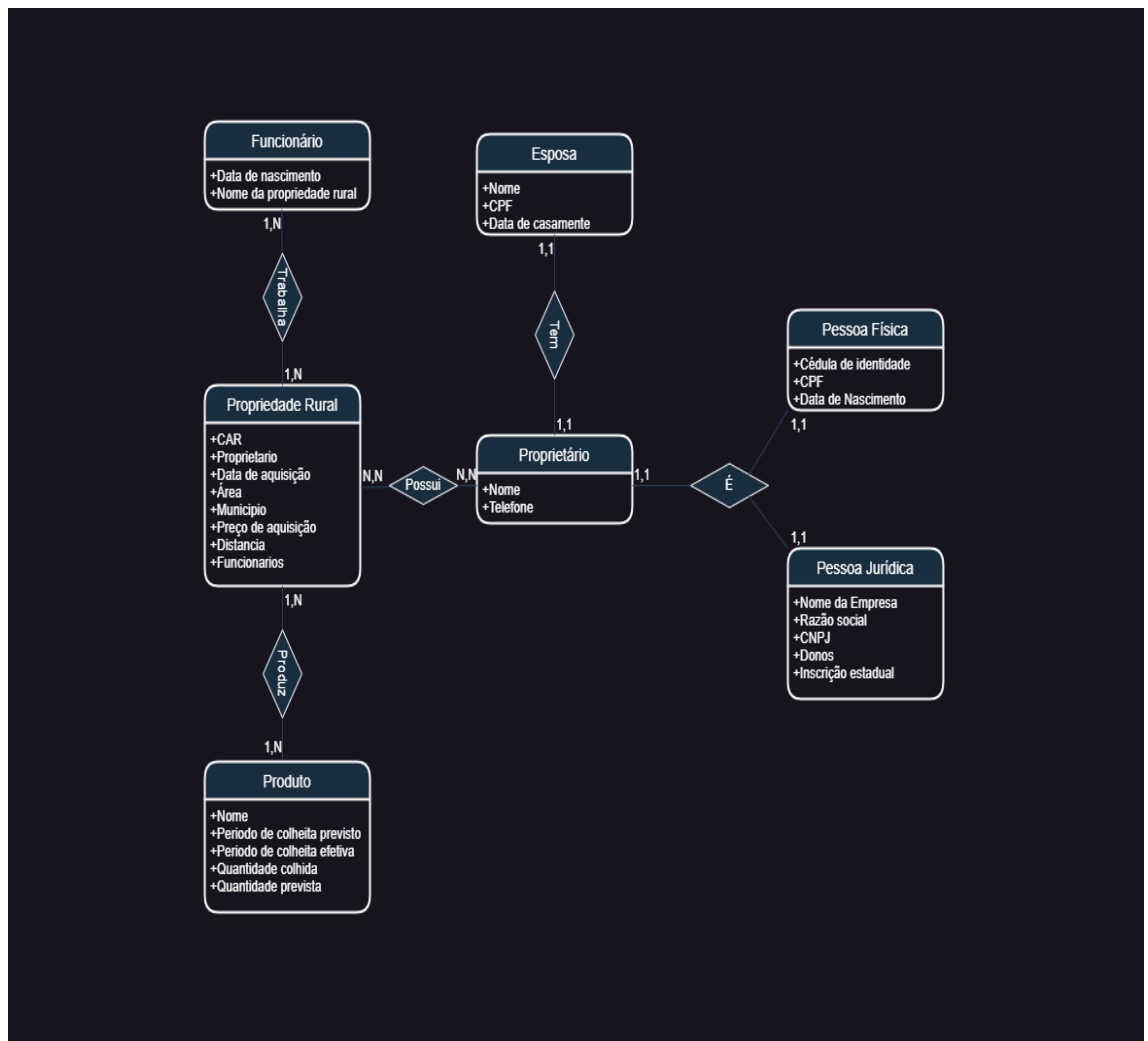 Funcionário
+Data de nascimento
+Nome da propriedade rural
1,N
Trabalha
1,N
Esposa
+Nome
+CPF
+Data de casamente
1,1
Tem
1,1
Propriedade Rural
+CAR
+Proprietario
+Data de aquisição
+Área
+Municipio
+Preço de aquisição
+Distancia
+Funcionarios
N,N
Possui
N,N
Proprietário
+Nome
+Telefone
1,1
É
Pessoa Física
+Cédula de identidade
+CPF
+Data de Nascimento
1,1
1,1
Pessoa Jurídica
+Nome da Empresa
+Razão social
+CNPJ
+Donos
+Inscrição estadual
1,N
Produz
1,N
Produto
+Nome
+Periodo de colheita previsto
+Periodo de colheita efetiva
+Quantidade colhida
+Quantidade prevista